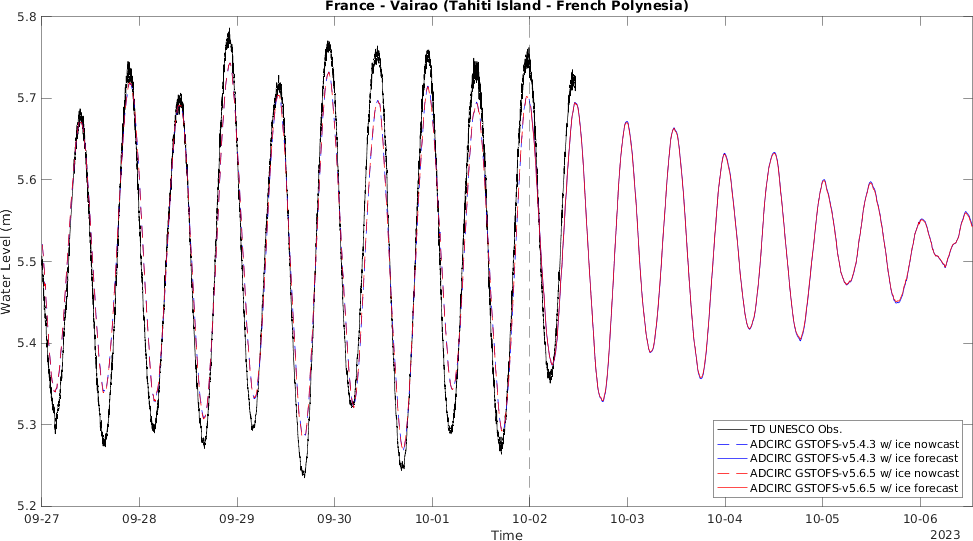 France - Vairao (Tahiti Island - French Polynesia)
5.8
5.7
5.6
5.5
5.4
5.3
5.2
Water Level (m)
TD UNESCO Obs.
ADCIRC GSTOFS-v5.4.3 w/ ice nowcast
ADCIRC GSTOFS-v5.4.3 w/ ice forecast
ADCIRC GSTOFS-v5.6.5 w/ ice nowcast
ADCIRC GSTOFS-v5.6.5 w/ ice forecast
09-27 09-28 09-29 09-30 10-01 10-02 10-03 10-04 10-05 10-06
Time
2023